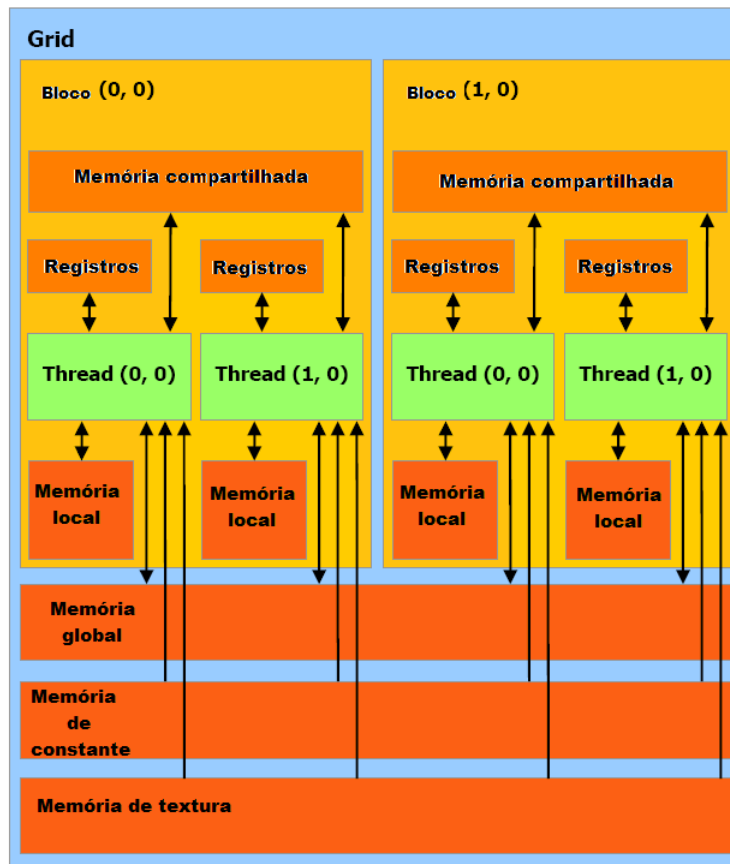 Grid
Bloco (0, 0)
Bloco (1, 0)
Memória compartilhada
Memória compartilhada
Registros
Registros
Registros
Registros
Thread (0, 0)
Thread (1, 0)
Thread (0, 0)
Thread (1, 0)
Memória
local
Memória
local
Memória
local
Memória
local
Memória
global
Memória
de
constante
Memória de textura